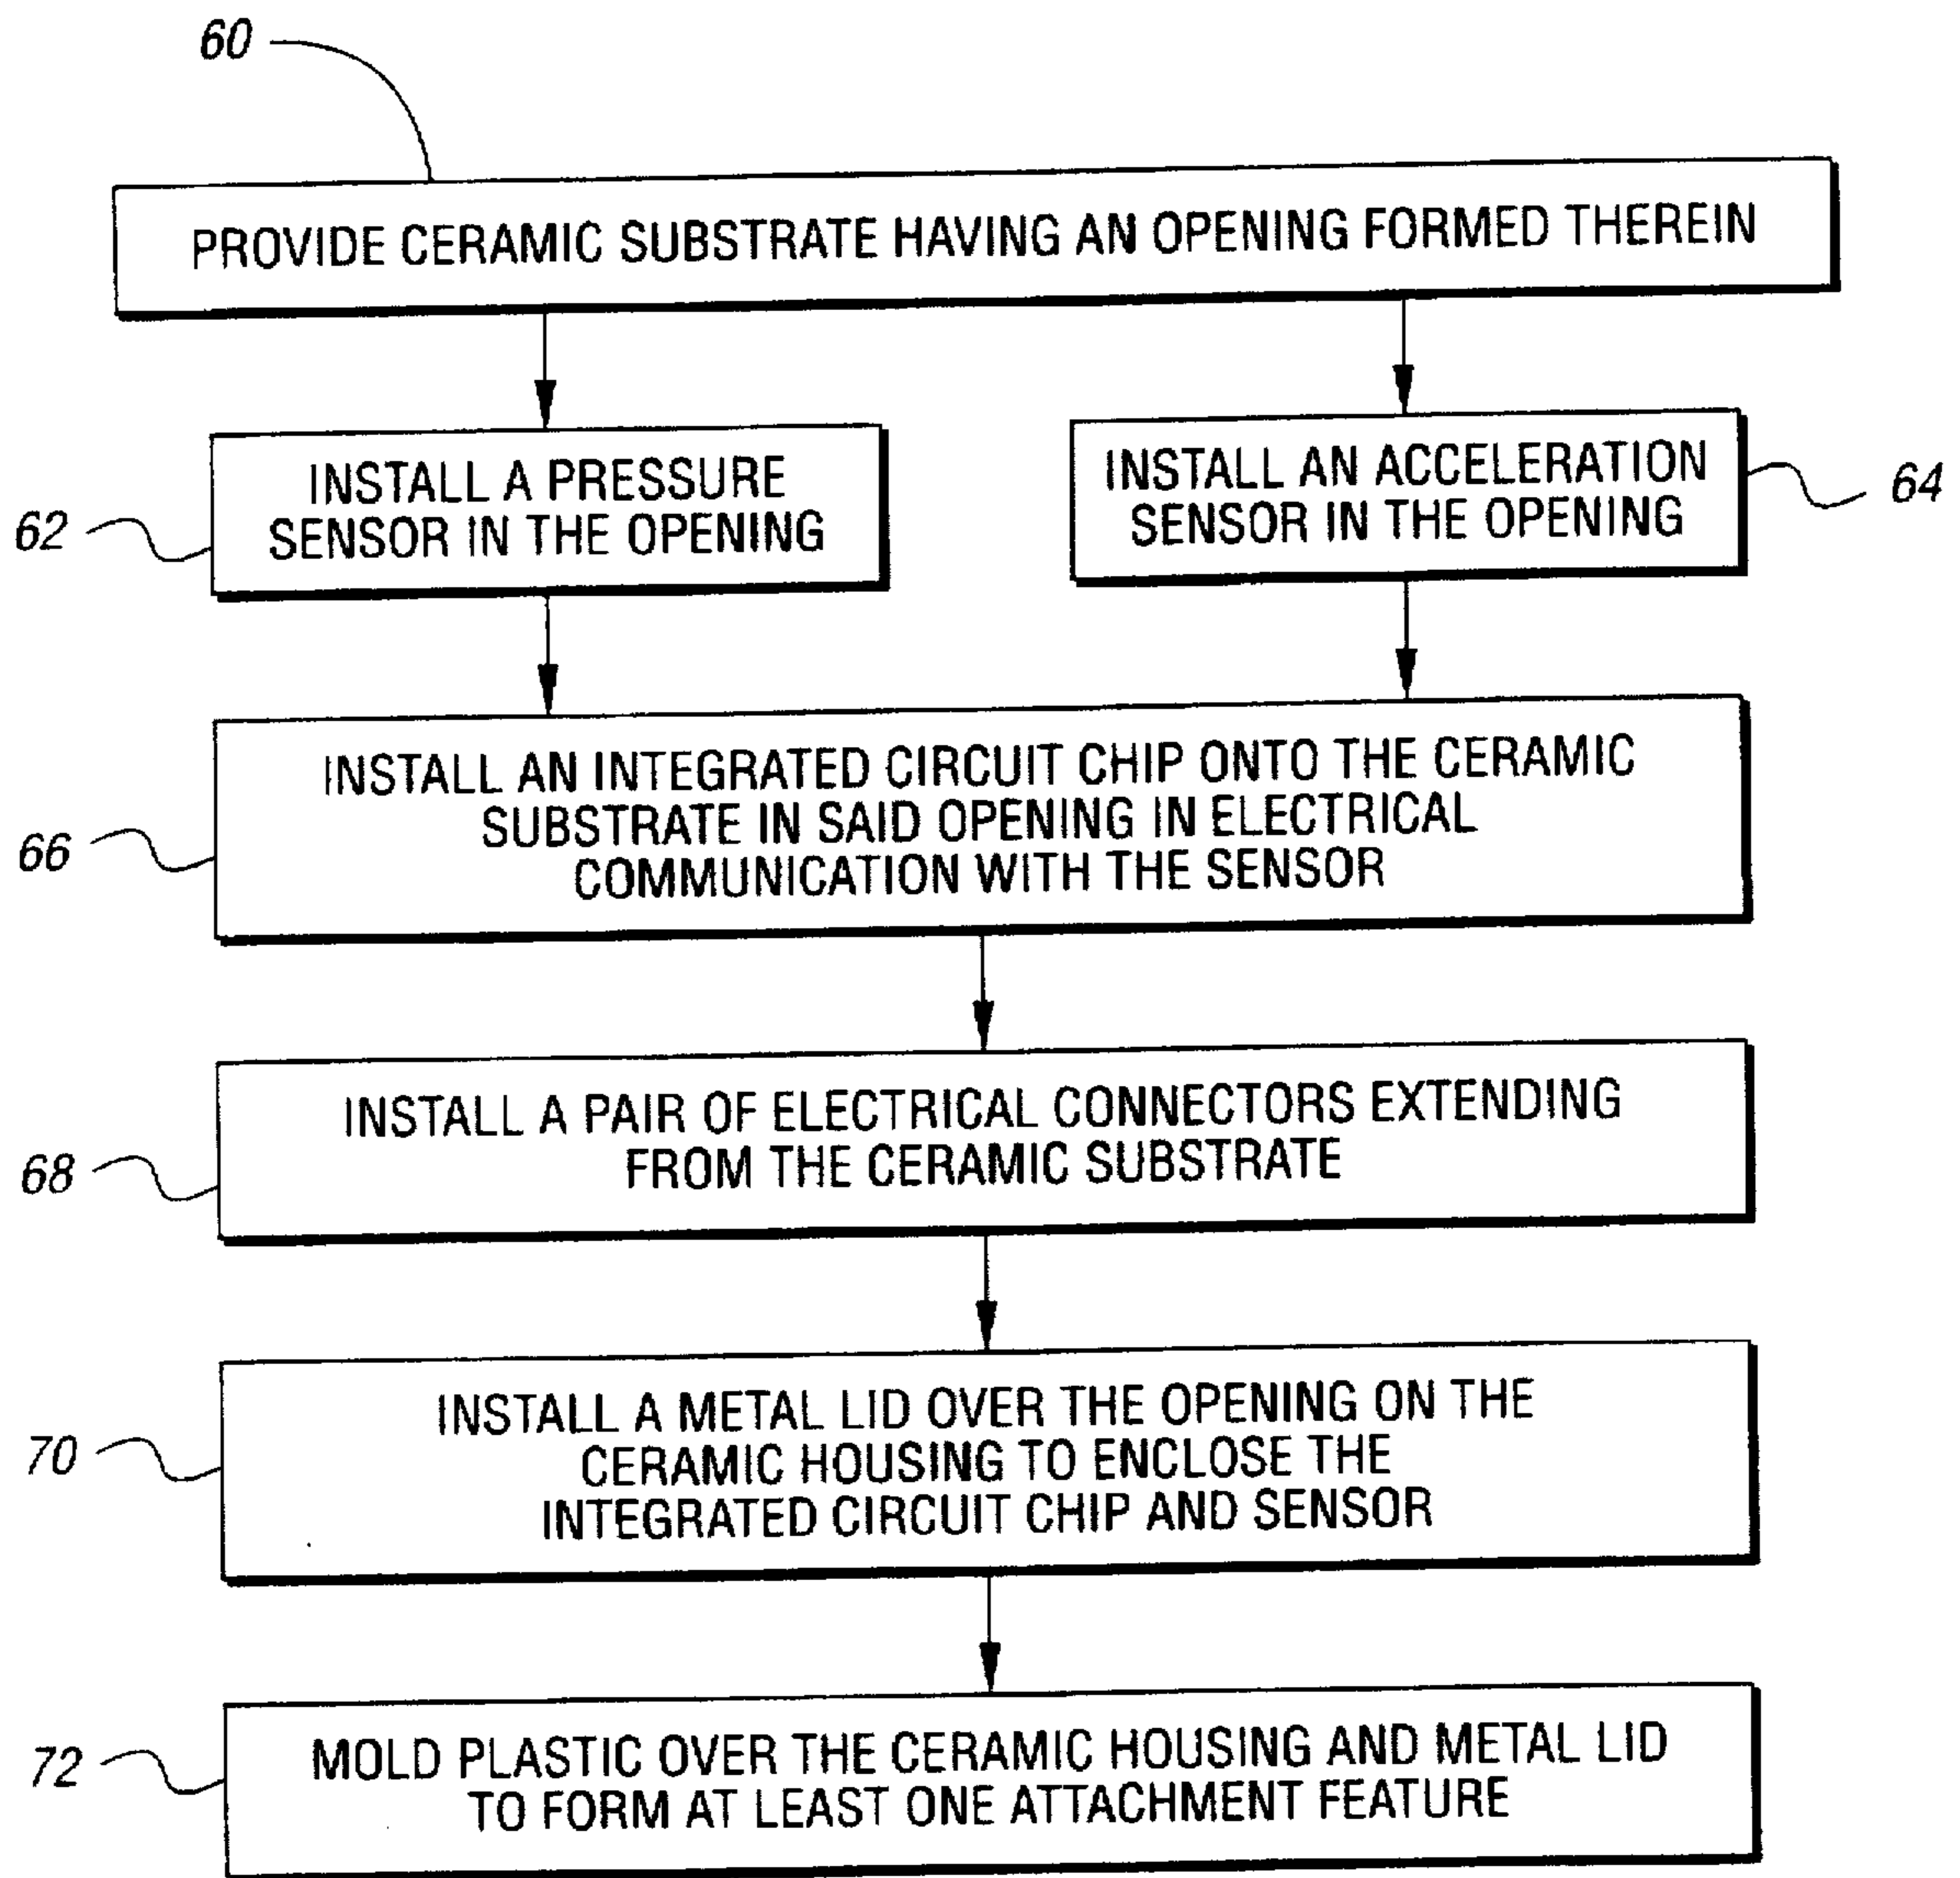 60
PROVIDE CERAMIC SUBSTRATE HAVING AN OPENING FORMED THEREIN
62
INSTALL A PRESSURE
SENSOR IN THE OPENING
INSTALL AN ACCELERATION
SENSOR IN THE OPENING
64
66
INSTALL AN INTEGRATED CIRCUIT CHIP ONTO THE CERAMIC
SUBSTRATE IN SAID OPENING IN ELECTRICAL
COMMUNICATION WITH THE SENSOR
68
INSTALL A PAIR OF ELECTRICAL CONNECTORS EXTENDING
FROM THE CERAMIC SUBSTRATE
70
INSTALL A METAL LID OVER THE OPENING ON THE
CERAMIC HOUSING TO ENCLOSE THE
INTEGRATED CIRCUIT CHIP AND SENSOR
72
MOLD PLASTIC OVER THE CERAMIC HOUSING AND METAL LID
TO FORM AT LEAST ONE ATTACHMENT FEATURE